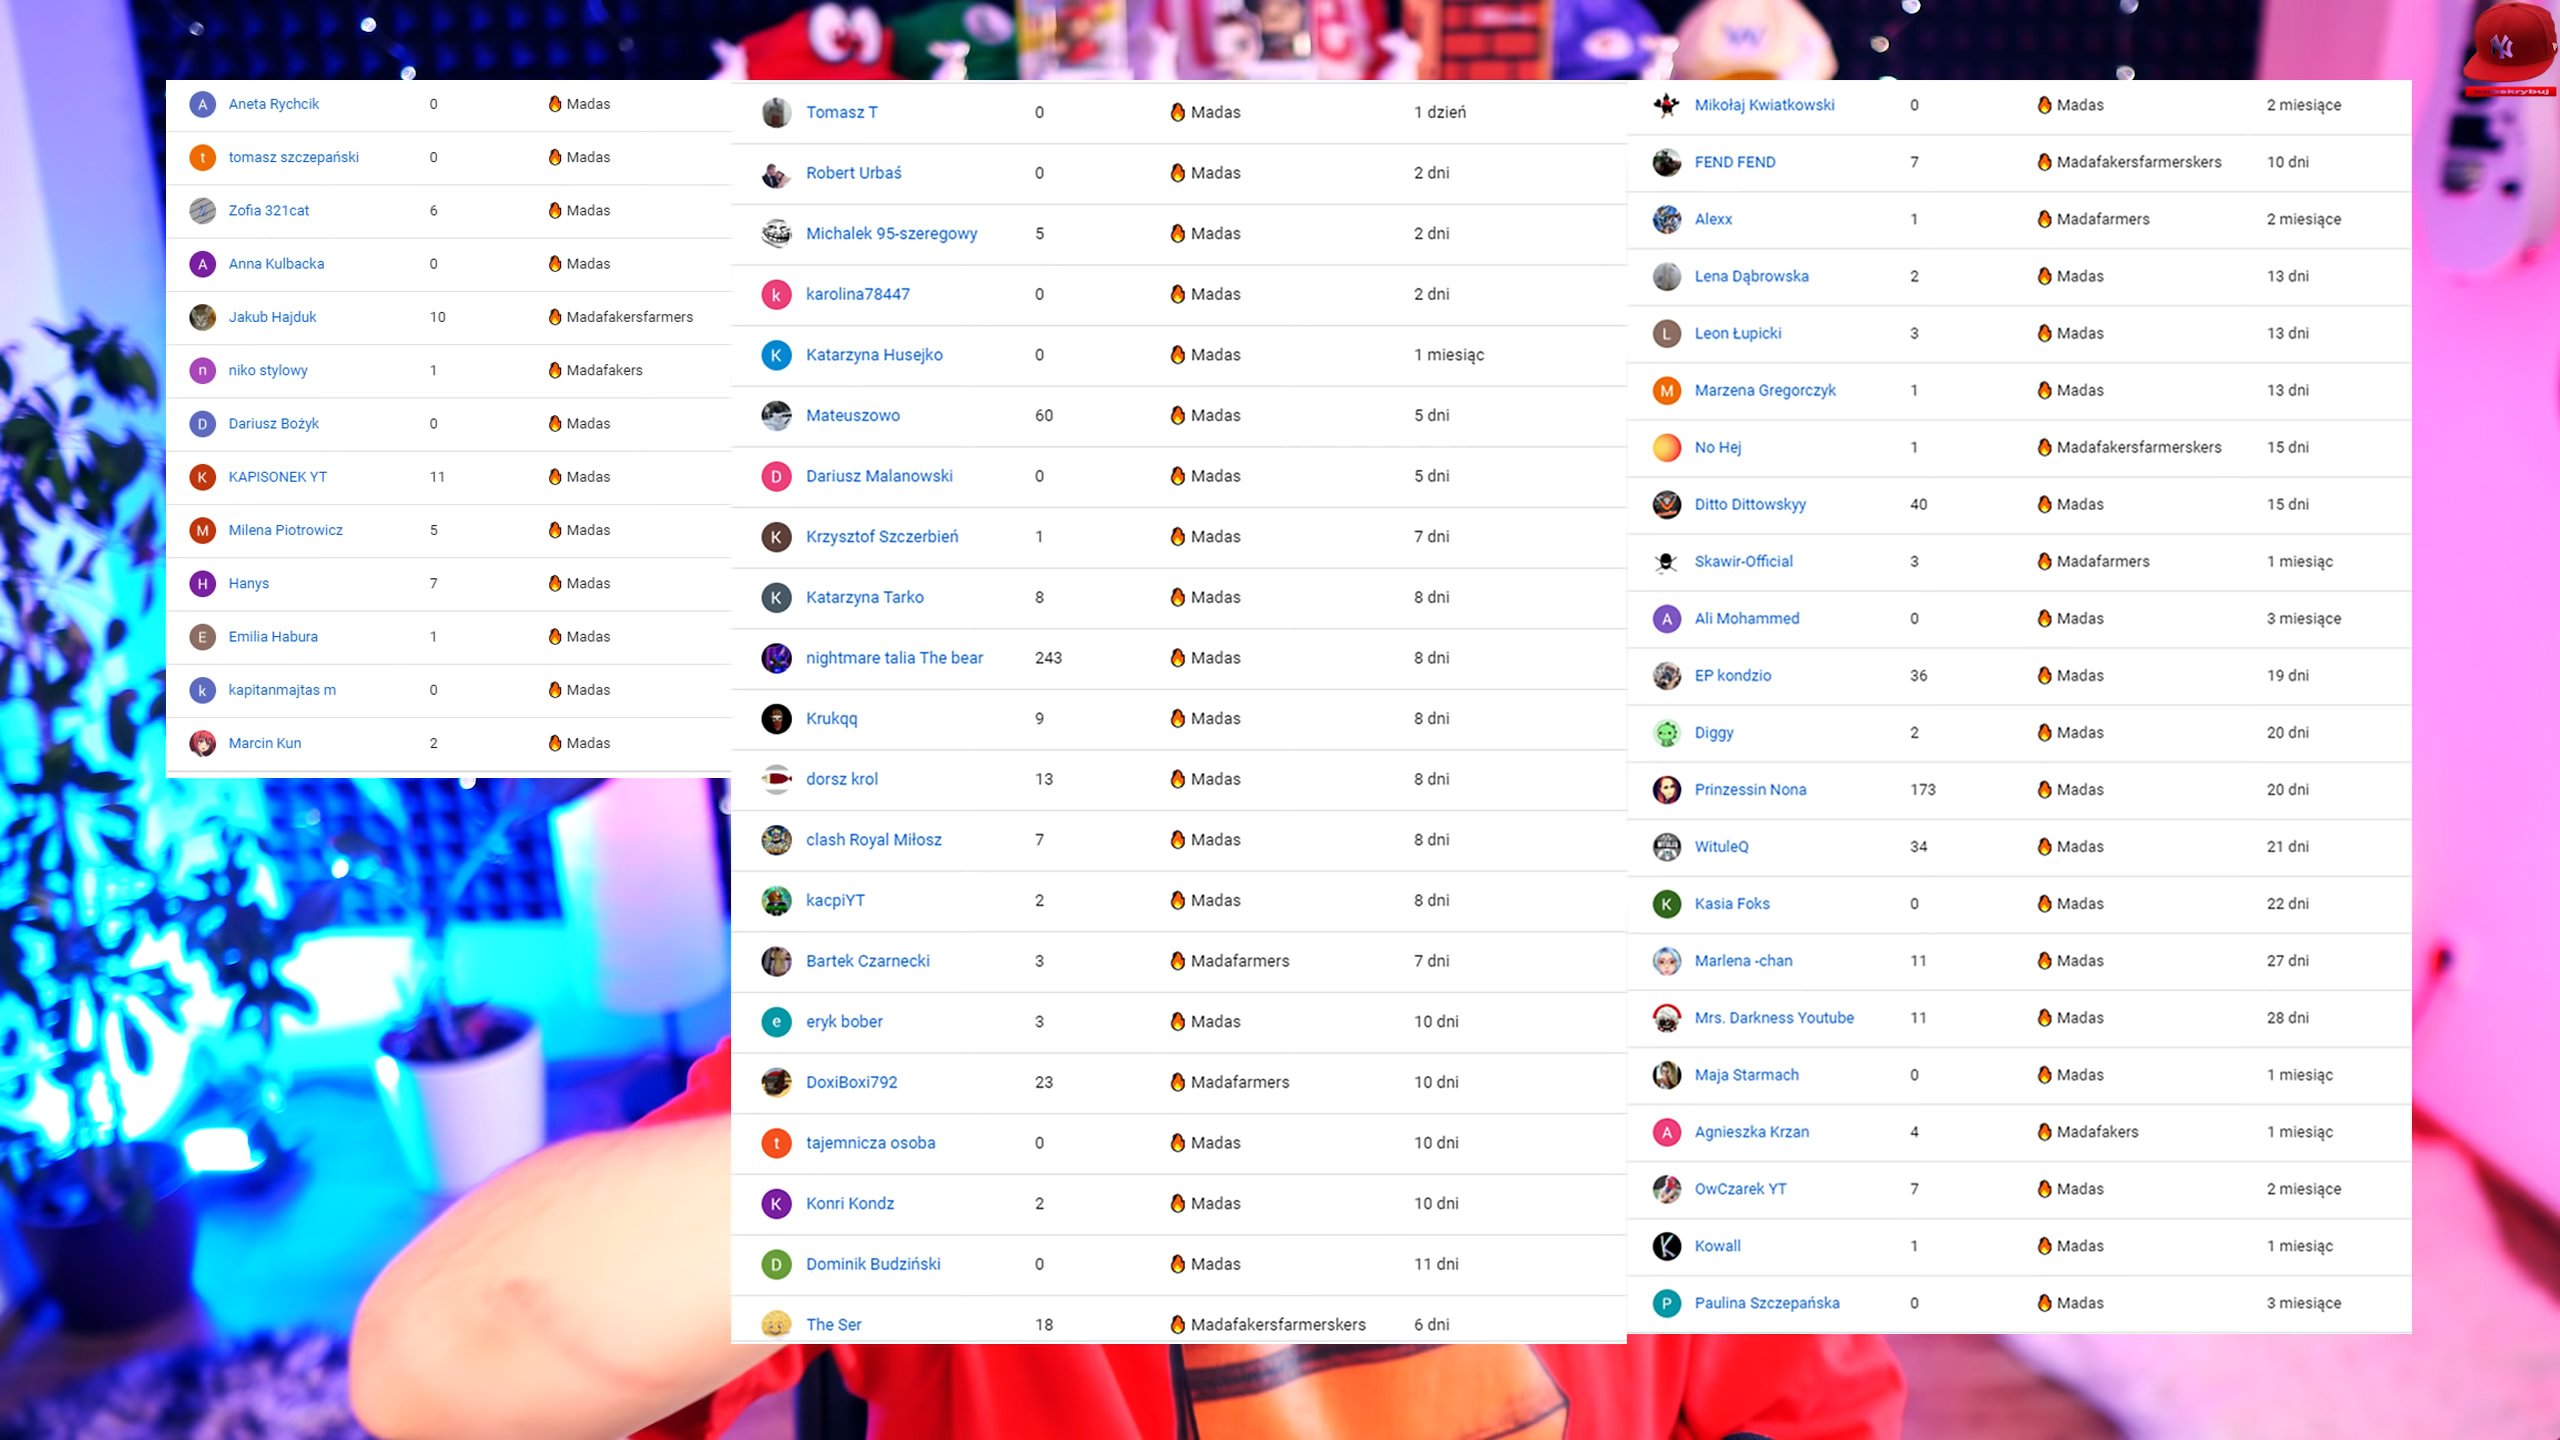 A Aneta Rychcik 0 Madas
t tomasz szczepański 0 Madas
Zofia 321cat 6 Madas
A Anna Kulbacka 0 Madas
Jakub Hajduk 10 Madafakersfarmers
n niko stylowy 1 Madafakers
D Dariusz Bożyk 0 Madas
K KAPISONEK YT 11 Madas
M Milena Piotrowicz 5 Madas
H Hanys 7 Madas
E Emilia Habura 1 Madas
k kapitanmajtas m 0 Madas
Marcin Kun 2 Madas
Tomasz T 0 Madas 1 dzień
Robert Urbaś 0 Madas 2 dni
Michalek 95-szeregowy 5 Madas 2 dni
k karolina78447 0 Madas 2 dni
K Katarzyna Husejko 0 Madas 1 miesiąc
Mateuszowo 60 Madas 5 dni
D Dariusz Malanowski 0 Madas 5 dni
K Krzysztof Szczerbień 1 Madas 7 dni
K Katarzyna Tarko 8 Madas 8 dni
nightmare talia The bear 243 Madas 8 dni
Krukqq 9 Madas 8 dni
dorsz krol 13 Madas 8 dni
clash Royal Miłosz 7 Madas 8 dni
kacpiYT 2 Madas 8 dni
Bartek Czarnecki 3 Madafarmers 7 dni
e eryk bober 3 Madas 10 dni
DoxiBoxi792 23 Madafarmers 10 dni
t tajemnicza osoba 0 Madas 10 dni
K Konri Kondz 2 Madas 10 dni
D Dominik Budziński 0 Madas 11 dni
The Ser 18 Madafakersfarmerskers 6 dni
Mikołaj Kwiatkowski 0 Madas 2 miesiące
FEND FEND 7 Madafakersfarmerskers 10 dni
Alexx 1 Madafarmers 2 miesiące
Lena Dąbrowska 2 Madas 13 dni
L Leon Łupicki 3 Madas 13 dni
M Marzena Gregorczyk 1 Madas 13 dni
No Hej 1 Madafakersfarmerskers 15 dni
Ditto Dittowskyy 40 Madas 15 dni
Skawir-Official 3 Madafarmers 1 miesiąc
A Ali Mohammed 0 Madas 3 miesiące
EP kondzio 36 Madas 19 dni
Diggy 2 Madas 20 dni
Prinzessin Nona 173 Madas 20 dni
WituleQ 34 Madas 21 dni
K Kasia Foks 0 Madas 22 dni
Marlena -chan 11 Madas 27 dni
Mrs. Darkness Youtube 11 Madas 28 dni
Maja Starmach 0 Madas 1 miesiąc
A Agnieszka Krzan 4 Madafakers 1 miesiąc
OwCzarek YT 7 Madas 2 miesiące
K Kowall 1 Madas 1 miesiąc
P Paulina Szczepańska 0 Madas 3 miesiące
NY